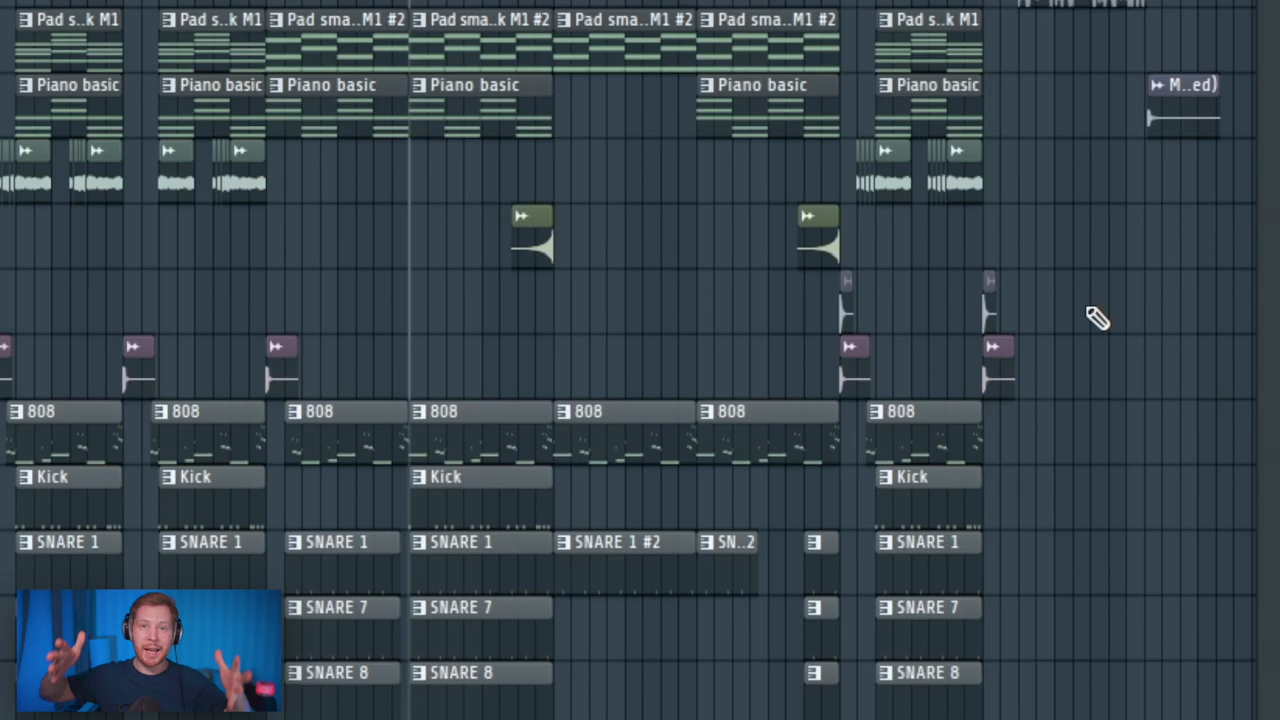 Pad s..k M1 Pad s..k M1 Pad sma..M1 #2 Pad sma..k M1 #2 Pad sma..M1 #2 Pad sma..M1 #2 Pad s..k M1
Piano basic Piano basic Piano basic Piano basic Piano basic Piano basic M..ed)
808 808 808 808 808 808 808
Kick Kick Kick Kick
SNARE 1 SNARE 1 SNARE 1 SNARE 1 SNARE 1 #2 SN..2 SNARE 1
SNARE 7 SNARE 7 SNARE 7
SNARE 8 SNARE 8 SNARE 8